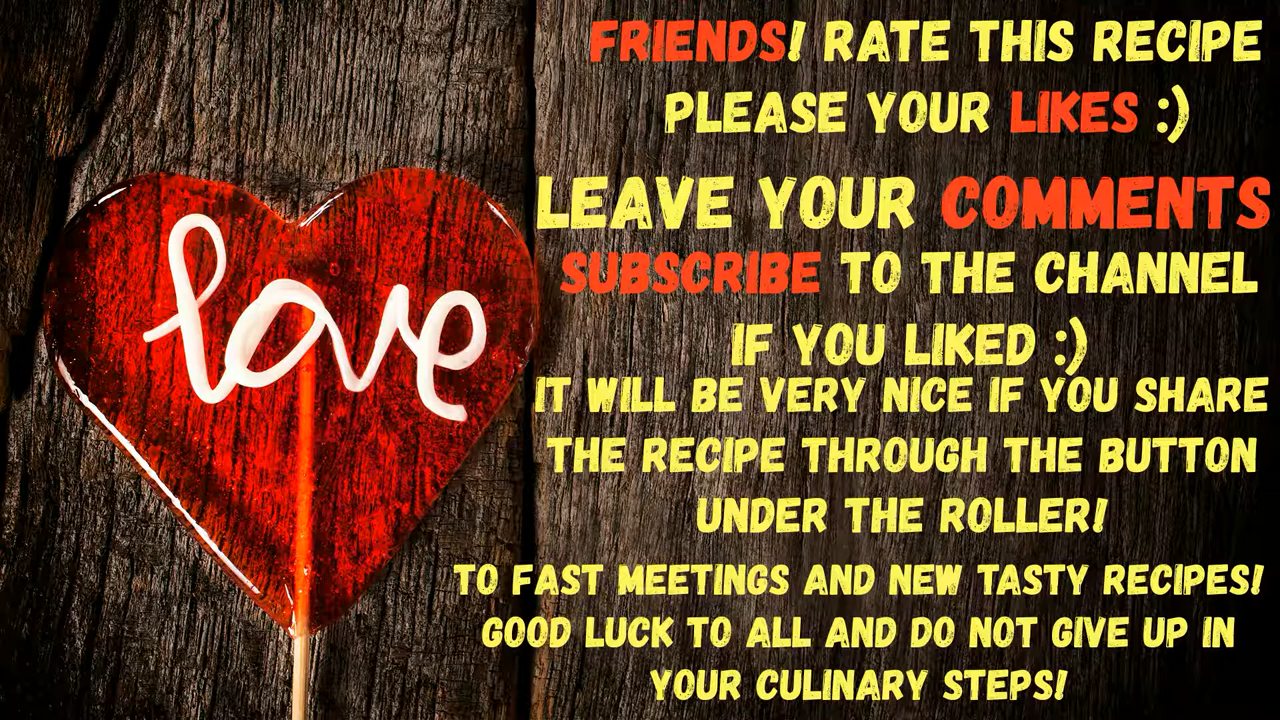 love
FRIENDS! RATE THIS RECIPE
PLEASE YOUR LIKES :)
LEAVE YOUR COMMENTS
SUBSCRIBE TO THE CHANNEL
IF YOU LIKED :)
IT WILL BE VERY NICE IF YOU SHARE
THE RECIPE THROUGH THE BUTTON
UNDER THE ROLLER!
TO FAST MEETINGS AND NEW TASTY RECIPES!
GOOD LUCK TO ALL AND DO NOT GIVE UP IN
YOUR CULINARY STEPS!